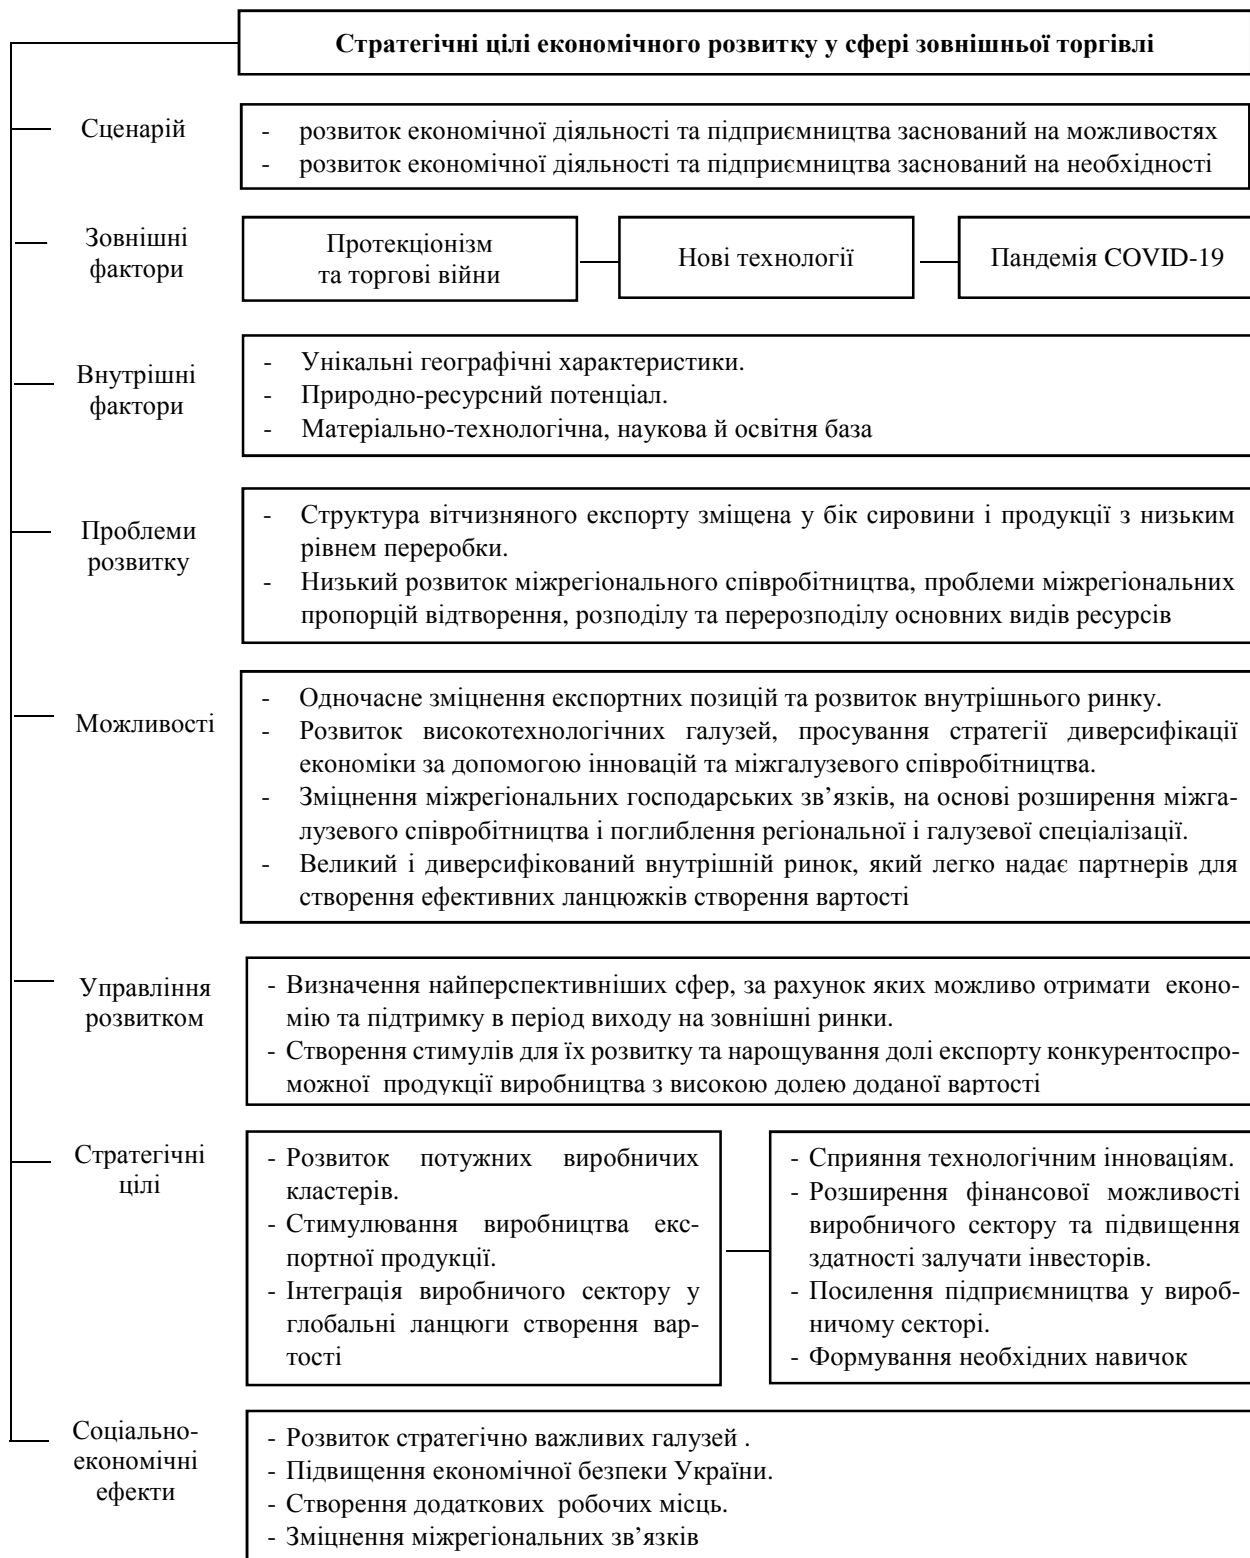 Стратегічні цілі економічного розвитку у сфері зовнішньої торгівлі
Сценарій
- розвиток економічної діяльності та підприємництва заснований на можливостях
- розвиток економічної діяльності та підприємництва заснований на необхідності
Зовнішні
фактори
Протекціонізм
та торгові війни
Нові технології
Пандемія COVID-19
Внутрішні
фактори
- Унікальні географічні характеристики.
- Природно-ресурсний потенціал.
- Матеріально-технологічна, наукова й освітня база
Проблеми
розвитку
- Структура вітчизняного експорту зміщена у бік сировини і продукції з низьким
рівнем переробки.
- Низький розвиток міжрегіонального співробітництва, проблеми міжрегіональних
пропорцій відтворення, розподілу та перерозподілу основних видів ресурсів
Можливості
- Одночасне зміцнення експортних позицій та розвиток внутрішнього ринку.
- Розвиток високотехнологічних галузей, просування стратегії диверсифікації
економіки за допомогою інновацій та міжгалузевого співробітництва.
- Зміцнення міжрегіональних господарських зв’язків, на основі розширення міжга-
лузевого співробітництва і поглиблення регіональної і галузевої спеціалізації.
- Великий і диверсифікований внутрішній ринок, який легко надає партнерів для
створення ефективних ланцюжків створення вартості
Управління
розвитком
- Визначення найперспективніших сфер, за рахунок яких можливо отримати еконо-
мію та підтримку в період виходу на зовнішні ринки.
- Створення стимулів для їх розвитку та нарощування долі експорту конкурентоспро-
можної продукції виробництва з високою долею доданої вартості
Стратегічні
цілі
- Розвиток потужних виробничих
кластерів.
- Стимулювання виробництва екс-
портної продукції.
- Інтеграція виробничого сектору у
глобальні ланцюги створення вар-
тості
- Сприяння технологічним інноваціям.
- Розширення фінансової можливості
виробничого сектору та підвищення
здатності залучати інвесторів.
- Посилення підприємництва у вироб-
ничому секторі.
- Формування необхідних навичок
Соціально-
економічні
ефекти
- Розвиток стратегічно важливих галузей .
- Підвищення економічної безпеки України.
- Створення додаткових робочих місць.
- Зміцнення міжрегіональних зв’язків